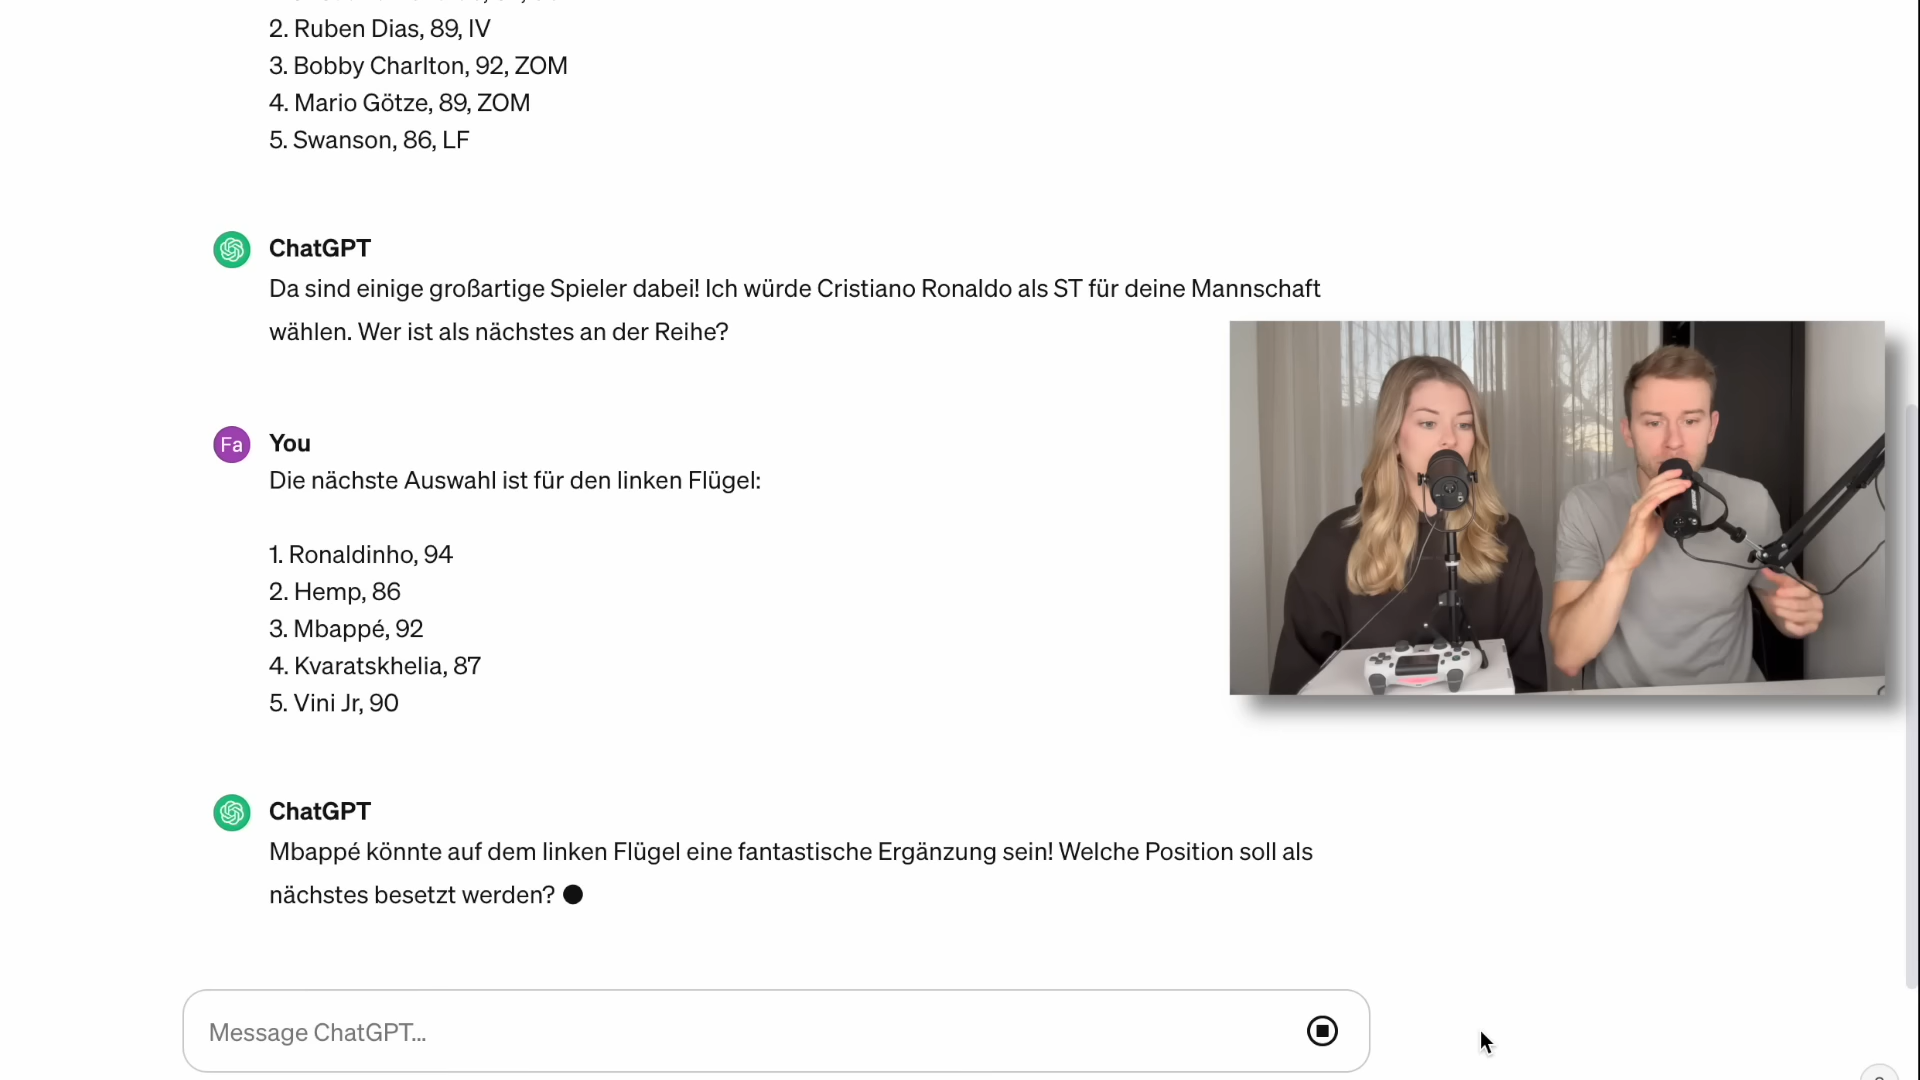 2. Ruben Dias, 89, IV
3. Bobby Charlton, 92, ZOM
4. Mario Götze, 89, ZOM
5. Swanson, 86, LF
ChatGPT
Da sind einige großartige Spieler dabei! Ich würde Cristiano Ronaldo als ST für deine Mannschaft
wählen. Wer ist als nächstes an der Reihe?
Fa You
Die nächste Auswahl ist für den linken Flügel:
1. Ronaldinho, 94
2. Hemp, 86
3. Mbappé, 92
4. Kvaratskhelia, 87
5. Vini Jr, 90
ChatGPT
Mbappé könnte auf dem linken Flügel eine fantastische Ergänzung sein! Welche Position soll als
nächstes besetzt werden?
Message ChatGPT...